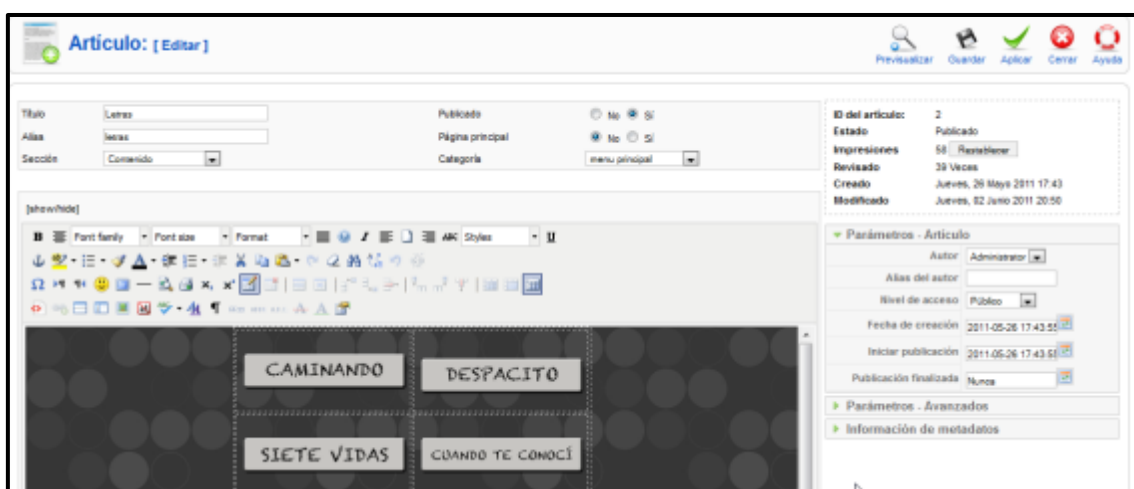 Artículo: [ Editar ]
Previsualizar Guardar Aplicar Cerrar Ayuda
Título Letras Publicado No Sí
Alias letras Página principal No Sí
Sección Contenido Categoría menu principal
ID del articulo: 2
Estado Publicado
Impresiones 58 Restablecer
Revisado 39 Veces
Creado Jueves, 26 Mayo 2011 17:43
Modificado Jueves, 02 Junio 2011 20:50
[show/hide]
B Font family Font size Format I ABC Styles U
CAMINANDO DESPACITO
SIETE VIDAS CUANDO TE CONOCÍ
Parámetros - Artículo
Autor Administrator
Alias del autor
Nivel de acceso Público
Fecha de creación 2011-05-26 17:43:55
Iniciar publicación 2011-05-26 17:43:55
Publicación finalizada Nunca
Parámetros - Avanzados
Información de metadatos